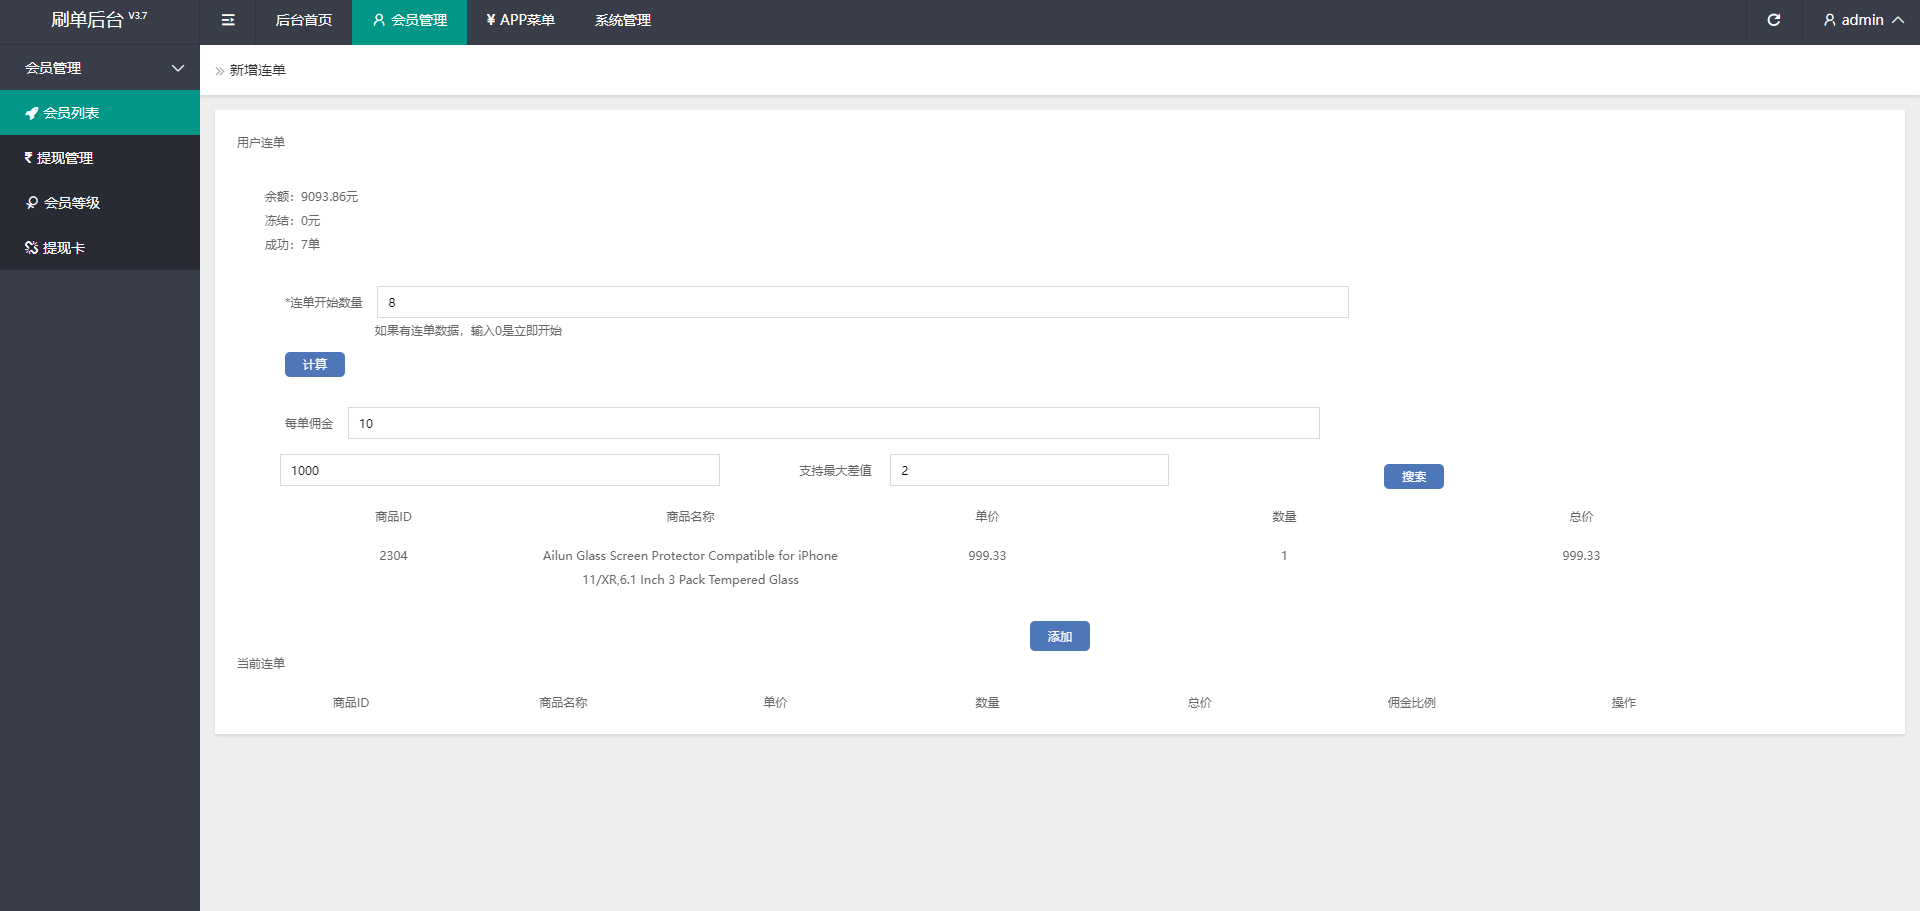 刷单后台 V3.7
后台首页
会员管理
¥ APP菜单
系统管理
admin
会员管理
会员列表
₹ 提现管理
会员等级
提现卡
» 新增连单
用户连单
余额：9093.86元
冻结：0元
成功：7单
*连单开始数量 8
如果有连单数据，输入0是立即开始
计算
每单佣金 10
1000 支持最大差值 2 搜索
商品ID 商品名称 单价 数量 总价
2304 Ailun Glass Screen Protector Compatible for iPhone 999.33 1 999.33
11/XR,6.1 Inch 3 Pack Tempered Glass
添加
当前连单
商品ID 商品名称 单价 数量 总价 佣金比例 操作